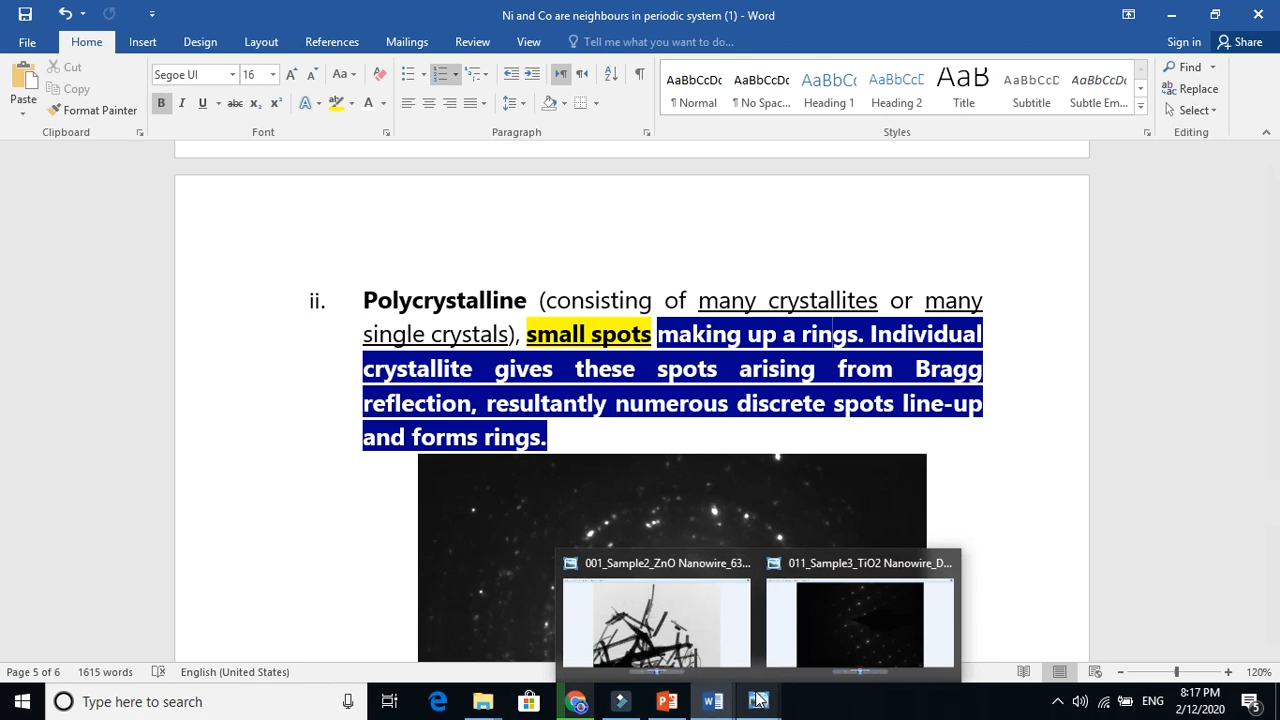 Ni and Co are neighbours in periodic system (1) - Word
File Home Insert Design Layout References Mailings Review View Tell me what you want to do... Sign in Share
Cut
Copy
Format Painter
Paste
Clipboard
Segoe UI 16
Font
Paragraph
AaBbCcDc AaBbCcDc AaBbC AaBbCcE AaB AaBbCcD AaBbCcDc
¶ Normal ¶ No Spac... Heading 1 Heading 2 Title Subtitle Subtle Em...
Styles
Find
Replace
Select
Editing
ii. Polycrystalline (consisting of many crystallites or many
single crystals), small spots making up a rings. Individual
crystallite gives these spots arising from Bragg
reflection, resultantly numerous discrete spots line-up
and forms rings.
001_Sample2_ZnO Nanowire_63... 011_Sample3_TiO2 Nanowire_D...
Page 5 of 6 1615 words English (United States) 120%
Type here to search
ENG
8:17 PM
2/12/2020
5